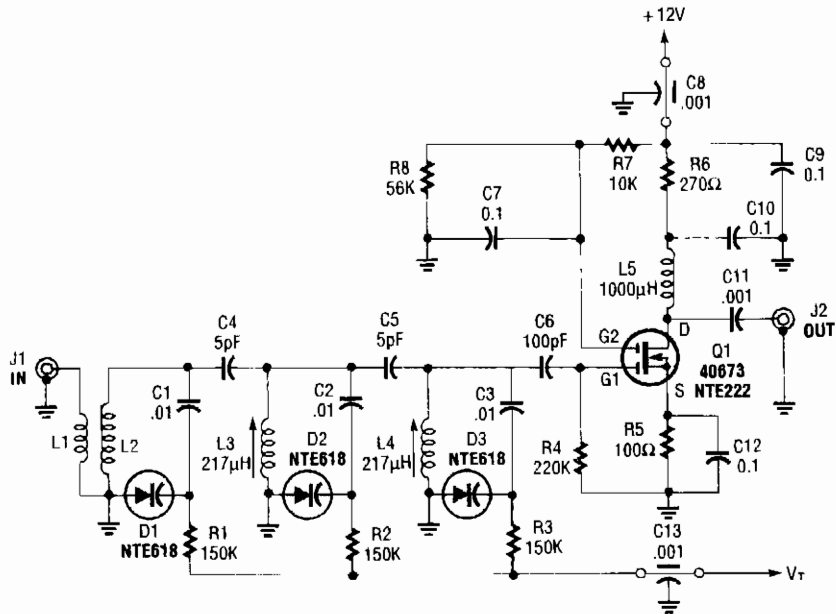 +12V
C8
.001
C9
0.1
R8
56K
R7
10K
R6
270Ω
C7
0.1
C10
0.1
L5
1000µH
C11
.001
J2
OUT
C4
5pF
C5
5pF
C6
100pF
G2
D
Q1
40673
NTE222
G1
S
J1
IN
C1
.01
C2
.01
C3
.01
L1
L2
L3
217µH
D2
NTE618
L4
217µH
D3
NTE618
R4
220K
R5
100Ω
C12
0.1
D1
NTE618
R1
150K
R2
150K
R3
150K
C13
.001
VT